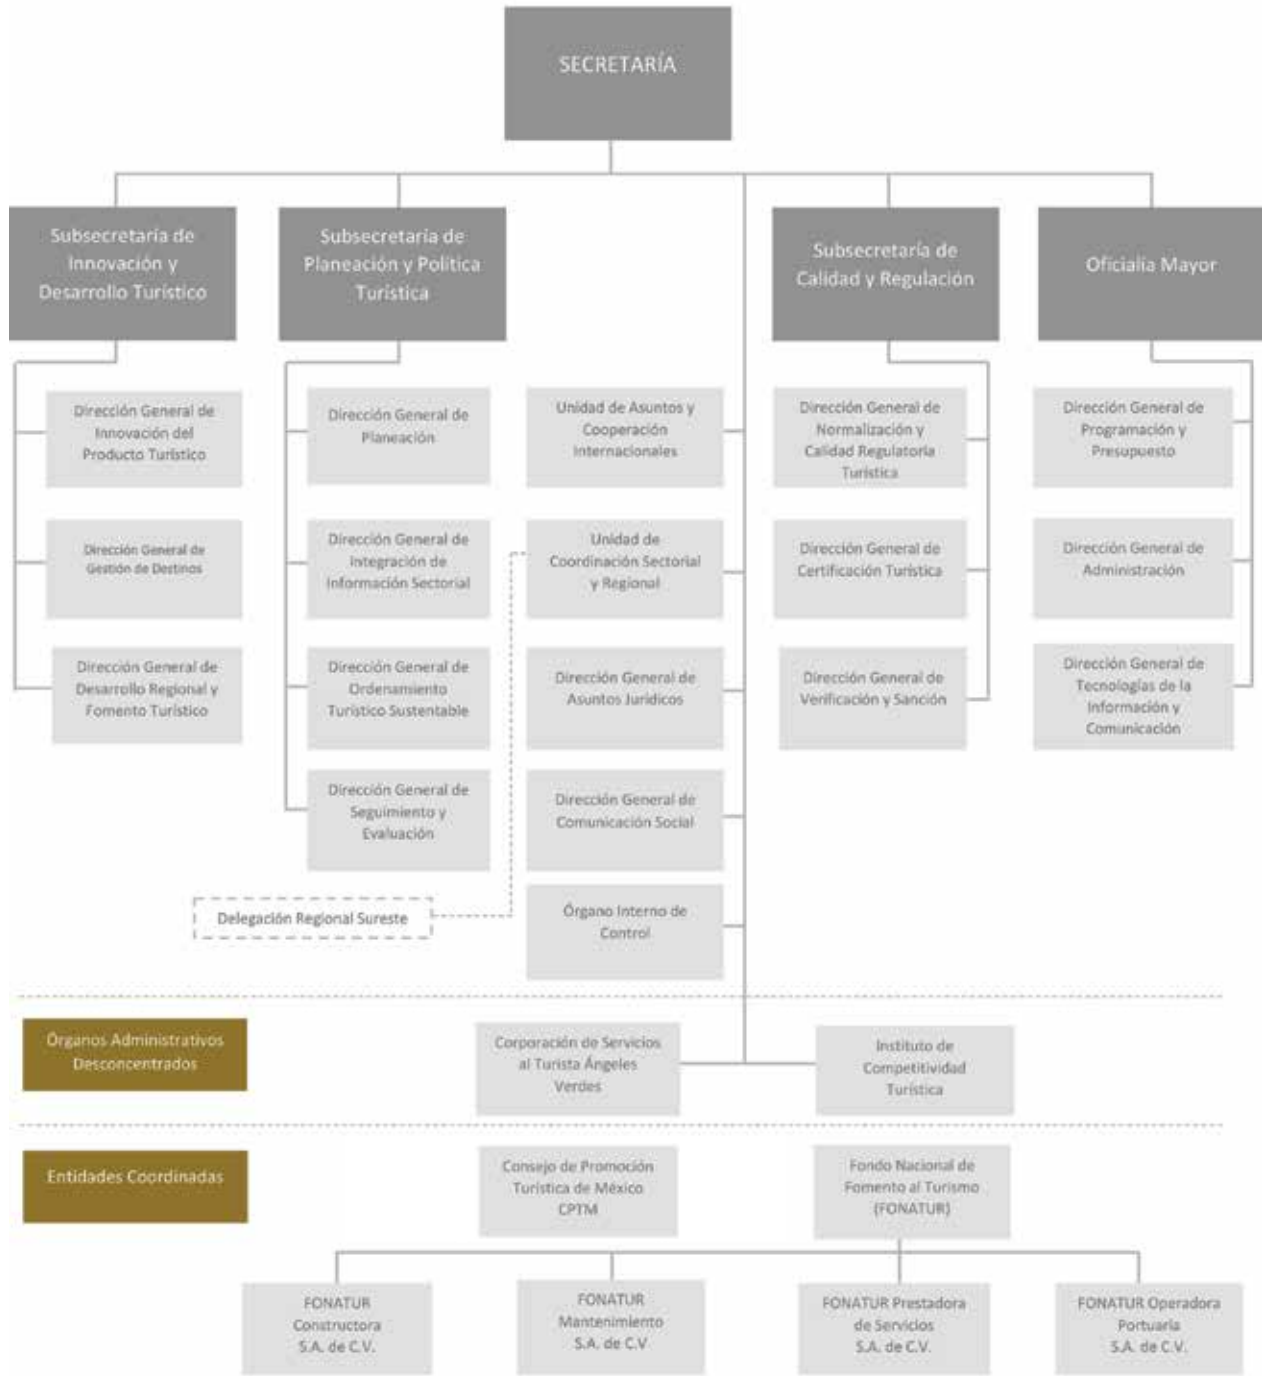 SECRETARÍA
Subsecretaría de
Innovación y
Desarrollo Turístico
Subsecretaría de
Planeación y Política
Turística
Subsecretaría de
Calidad y Regulación
Oficialía Mayor
Dirección General de
Innovación del
Producto Turístico
Dirección General de
Planeación
Unidad de Asuntos y
Cooperación
Internacionales
Dirección General de
Normalización y
Calidad Regulatoria
Turística
Dirección General de
Programación y
Presupuesto
Dirección General de
Gestión de Destinos
Dirección General de
Integración de
Información Sectorial
Unidad de
Coordinación Sectorial
y Regional
Dirección General de
Certificación Turística
Dirección General de
Administración
Dirección General de
Desarrollo Regional y
Fomento Turístico
Dirección General de
Ordenamiento
Turístico Sustentable
Dirección General de
Asuntos Jurídicos
Dirección General de
Verificación y Sanción
Dirección General de
Tecnologías de la
Información y
Comunicación
Dirección General de
Seguimiento y
Evaluación
Dirección General de
Comunicación Social
Delegación Regional Sureste
Órgano Interno de
Control
Órganos Administrativos
Desconcentrados
Corporación de Servicios
al Turista Ángeles
Verdes
Instituto de
Competitividad
Turística
Entidades Coordinadas
Consejo de Promoción
Turística de México
CPTM
Fondo Nacional de
Fomento al Turismo
(FONATUR)
FONATUR
Constructora
S.A. de C.V.
FONATUR
Mantenimiento
S.A. de C.V
FONATUR Prestadora
de Servicios
S.A. de C.V.
FONATUR Operadora
Portuaria
S.A. de C.V.